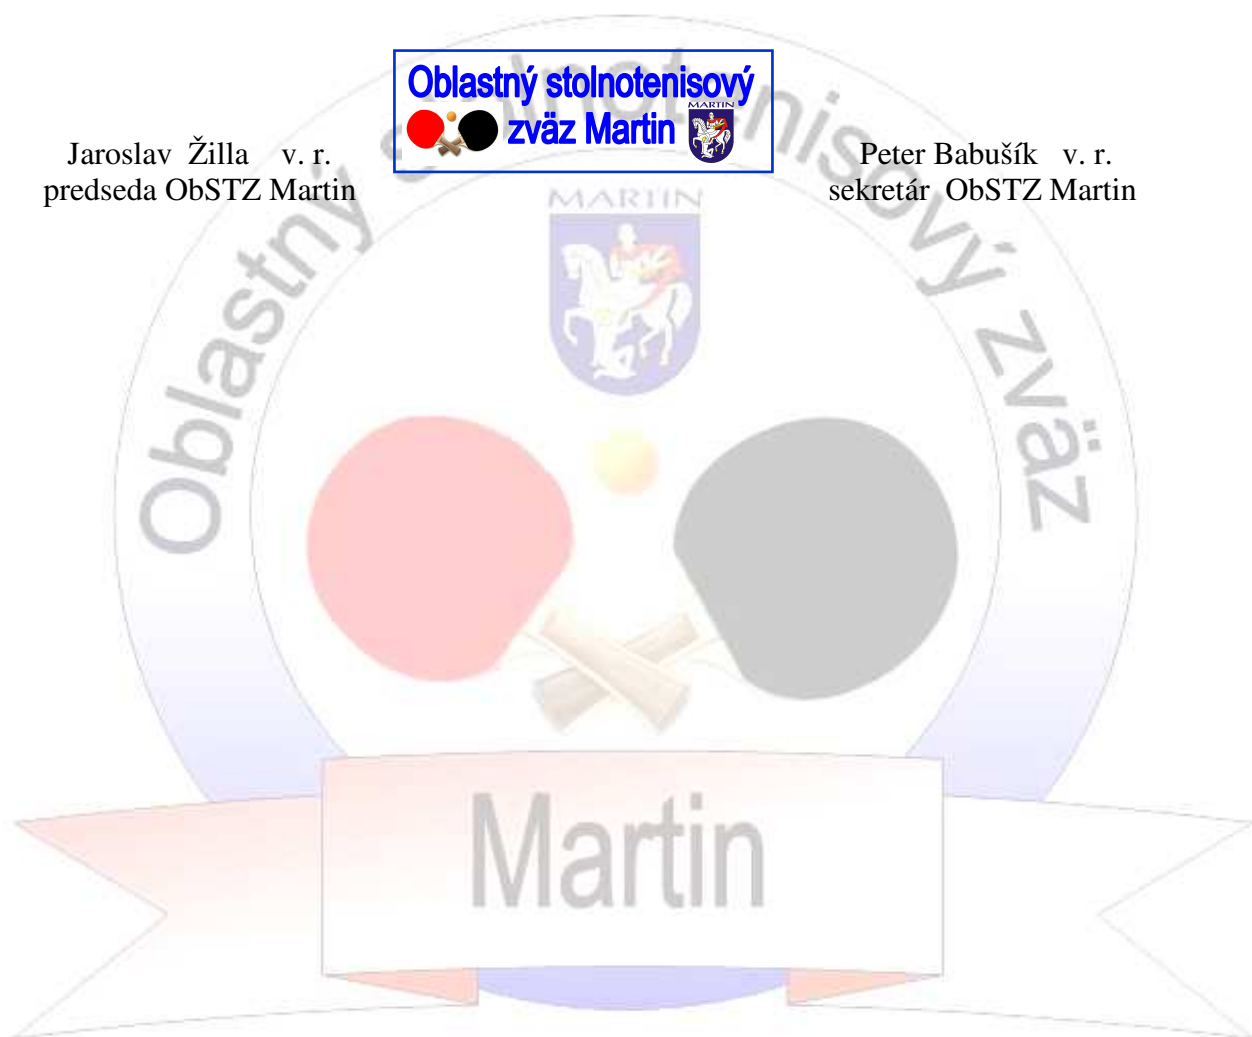 Oblastný stolnotenisový
MARTIN
zväz Martin
Jaroslav Žilla v. r.
predseda ObSTZ Martin
Peter Babušík v. r.
sekretár ObSTZ Martin
Oblastný stolnotenisový zväz
MARTIN
Martin